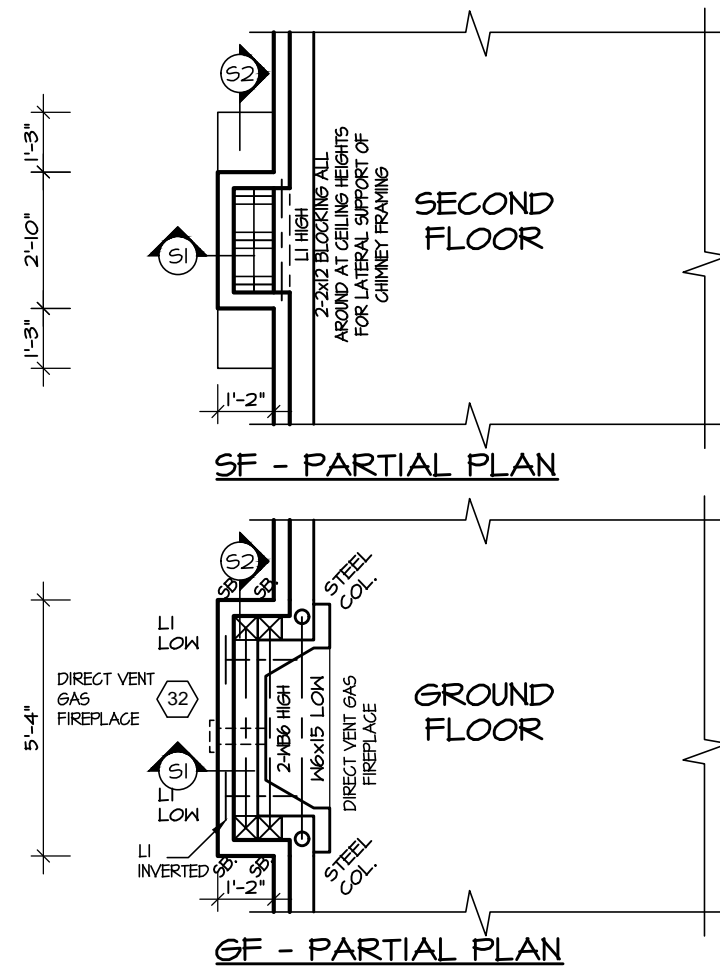 S2
1'-3"
2'-10"
1'-3"
S1
L1 HIGH
2-2x12 BLOCKING ALL
AROUND AT CEILING HEIGHTS
FOR LATERAL SUPPORT OF
CHIMNEY FRAMING
SECOND
FLOOR
1'-2"
SF - PARTIAL PLAN
S2
SB.
SB.
STEEL
COL.
L1
LOW
DIRECT VENT
GAS
FIREPLACE
32
5'-4"
2-WB6 HIGH
W6x15 LOW
DIRECT VENT GAS
FIREPLACE
GROUND
FLOOR
S1
L1
LOW
L1
INVERTED
SB.
SB.
STEEL
COL.
1'-2"
GF - PARTIAL PLAN